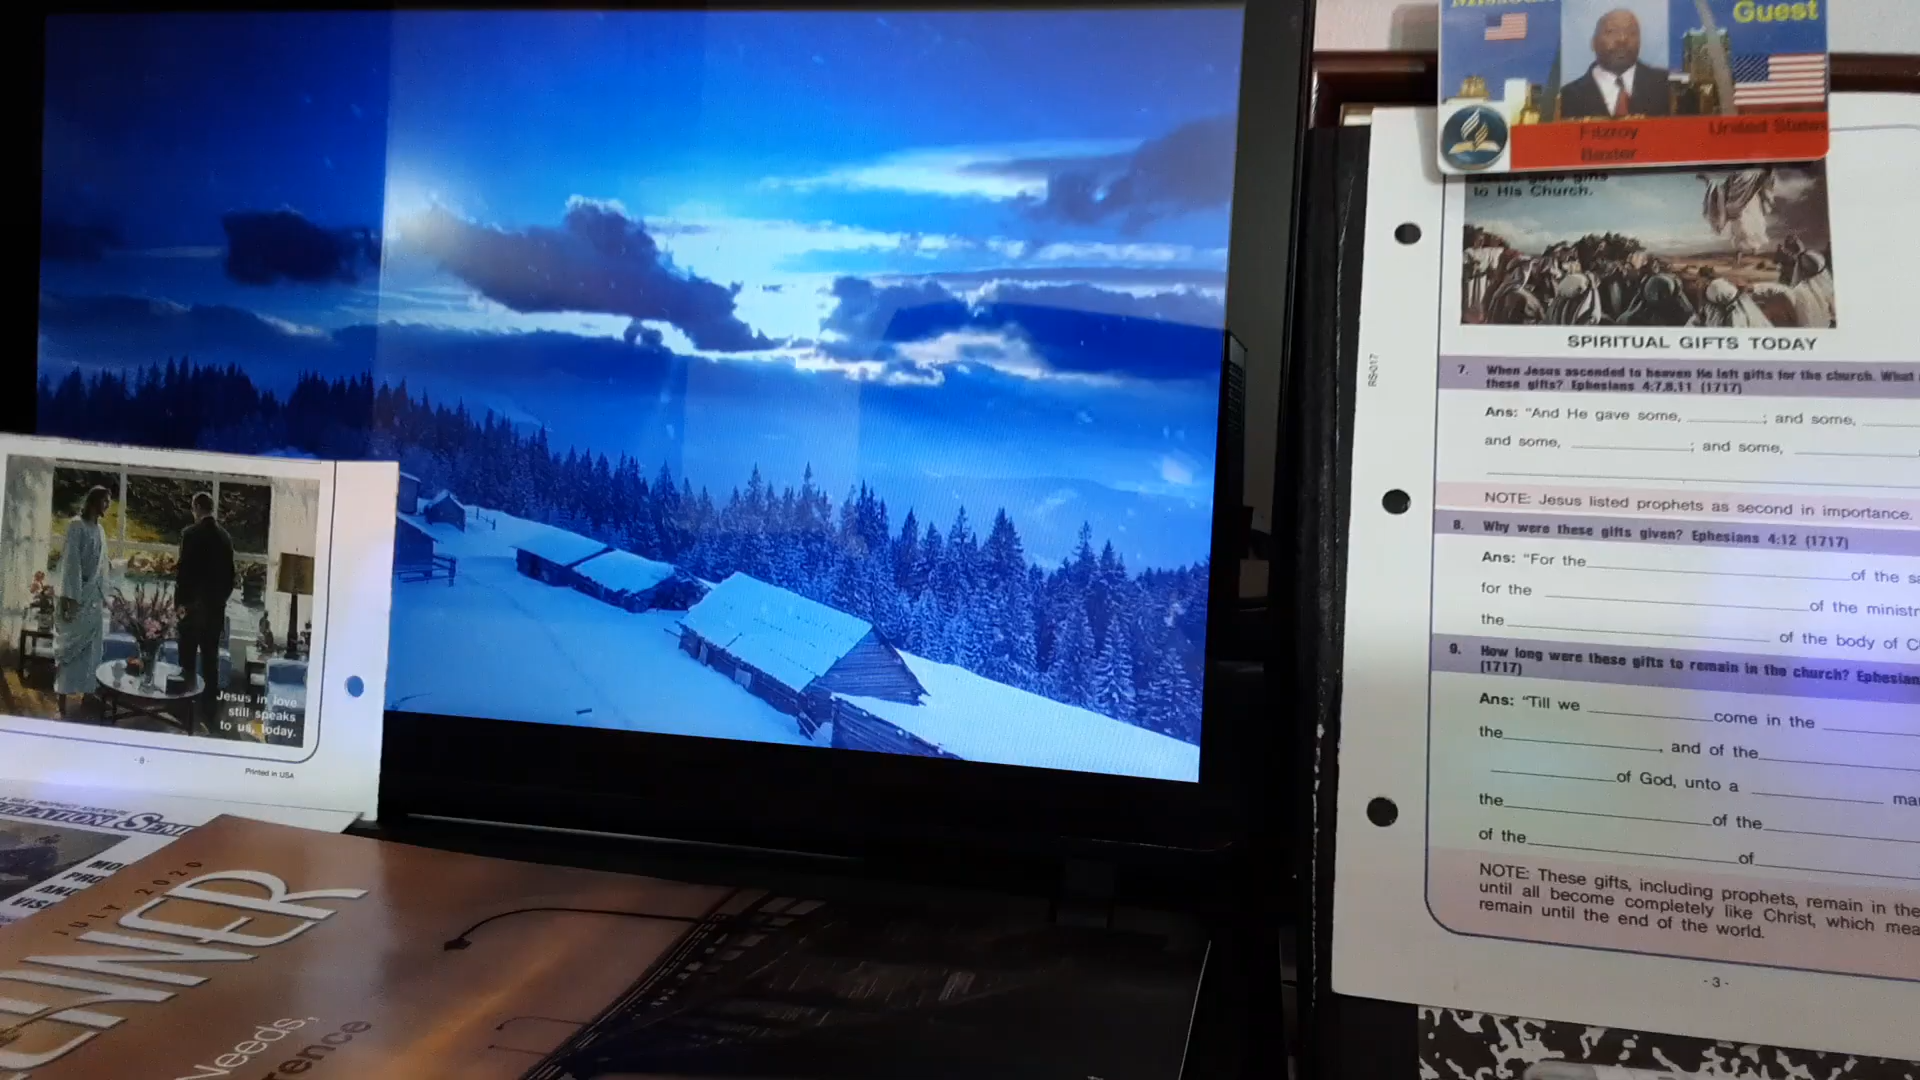 Guest
Fitzroy
Baxter
United States
Jesus gave gifts
to His Church.
SPIRITUAL GIFTS TODAY
RS-017
7. When Jesus ascended to heaven He left gifts for the church. What
these gifts? Ephesians 4:7,8,11 (1717)
Ans: "And He gave some, ; and some,
and some, ; and some,
NOTE: Jesus listed prophets as second in importance.
8. Why were these gifts given? Ephesians 4:12 (1717)
Ans: "For the of the
for the of the
the of the body of
9. How long were these gifts to remain in the church?
(1717)
Ans: "Till we come in the
the , and of the
of God, unto a
the of the
of the of
NOTE: These gifts, including prophets, remain in the
until all become completely like Christ, which
remain until the end of the world.
- 3 -
Jesus in love
still speaks
to us, today.
- 8 -
Printed in USA
JULY 2020
Needs,